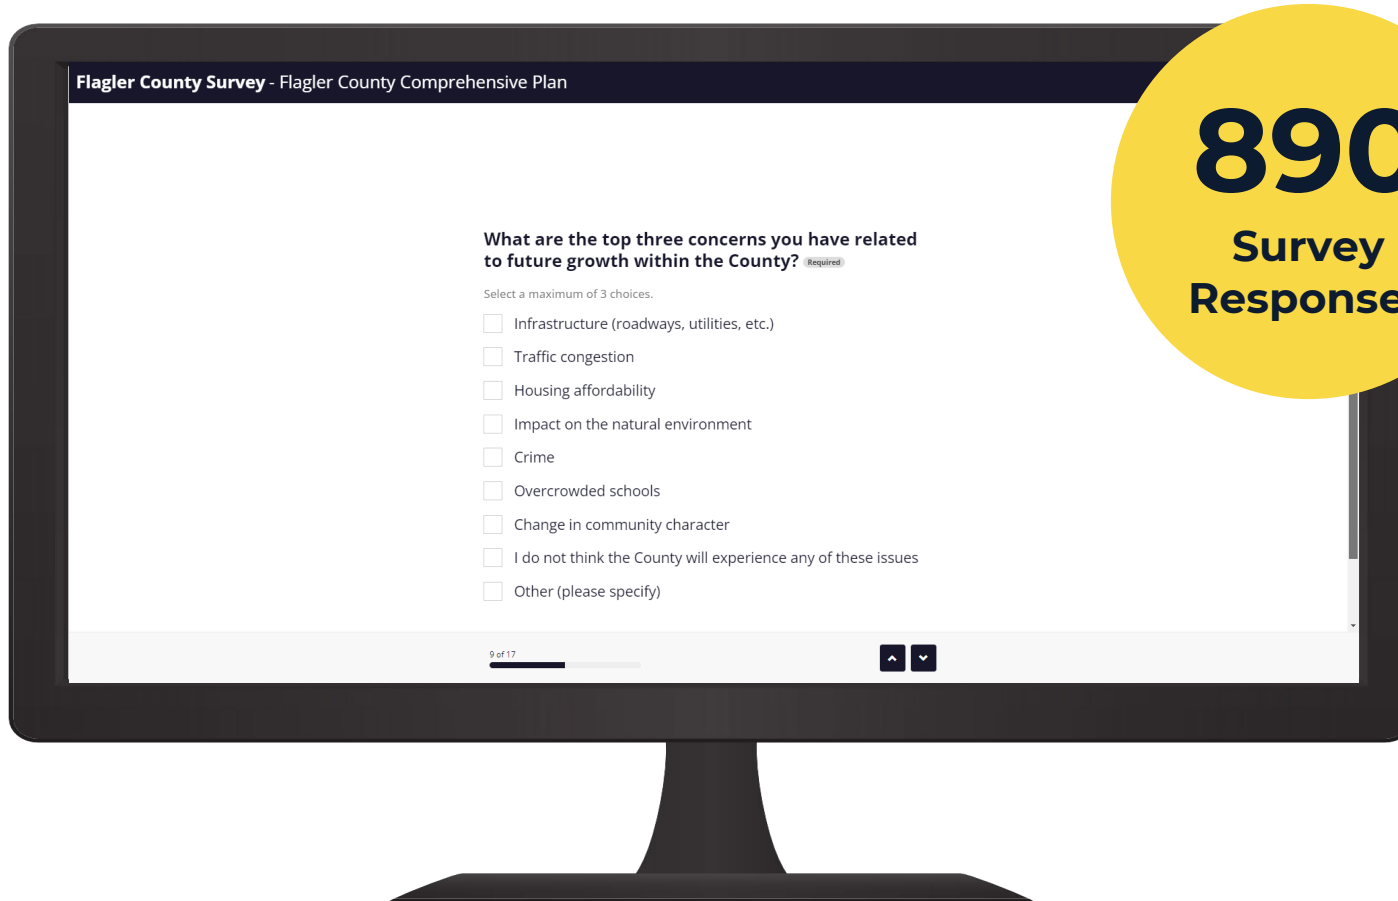 Flagler County Survey - Flagler County Comprehensive Plan
890
Survey
Response
What are the top three concerns you have related
to future growth within the County? Required
Select a maximum of 3 choices.
Infrastructure (roadways, utilities, etc.)
Traffic congestion
Housing affordability
Impact on the natural environment
Crime
Overcrowded schools
Change in community character
I do not think the County will experience any of these issues
Other (please specify)
9 of 17